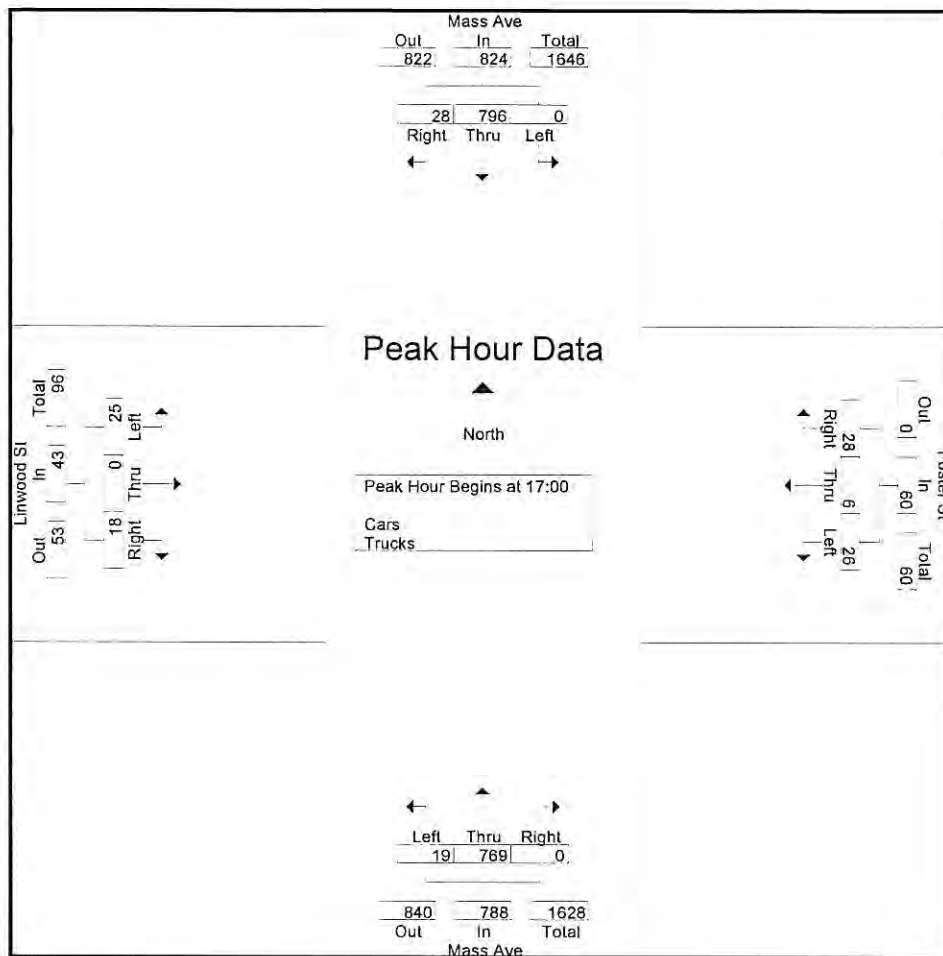 Mass Ave
Out In Total
822 824 1646
28 796 0
Right Thru Left
Peak Hour Data
North
Peak Hour Begins at 17:00
Cars
Trucks
Linwood St
Out In Total
53 43 96
18 0 25
Right Thru Left
Right Thru Left
28 6 26
Out In Total
0 60 60
St
Left Thru Right
19 769 0
840 788 1628
Out In Total
Mass Ave